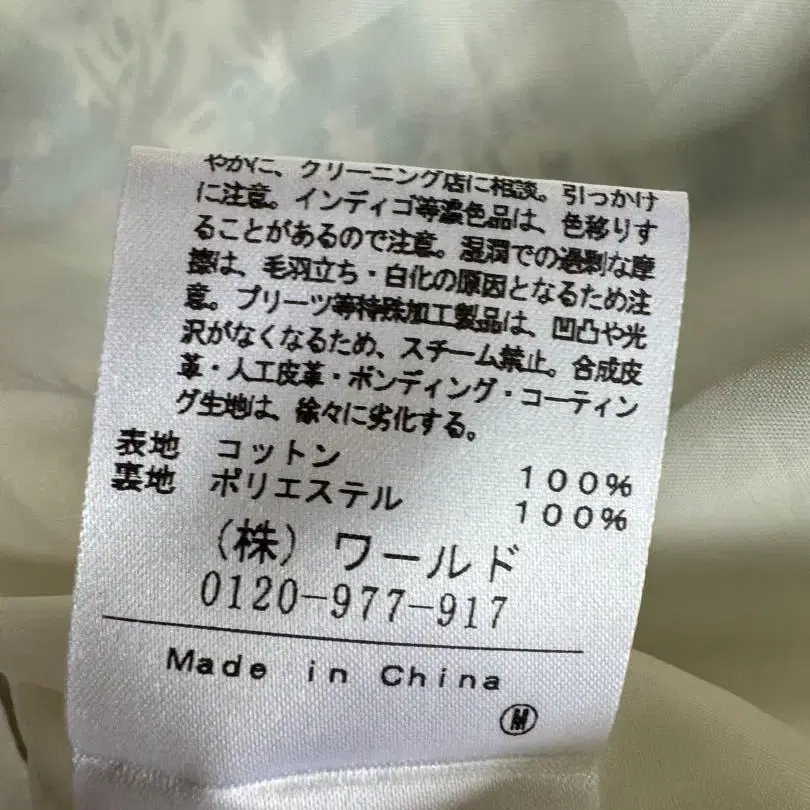 やかに、クリーニング店に相談。引っかけ
に注意。インディゴ等濃色品は、色移りす
ることがあるので注意。湿潤での過剰な摩
擦は、毛羽立ち・白化の原因となるため注
意。プリーツ等特殊加工製品は、凹凸や光
沢がなくなるため、スチーム禁止。合成皮
革・人工皮革・ボンディング・コーティン
グ生地は、徐々に劣化する。
表地 コットン 100%
裏地 ポリエステル 100%
(株) ワールド
0120-977-917
Made in China
Ⓜ